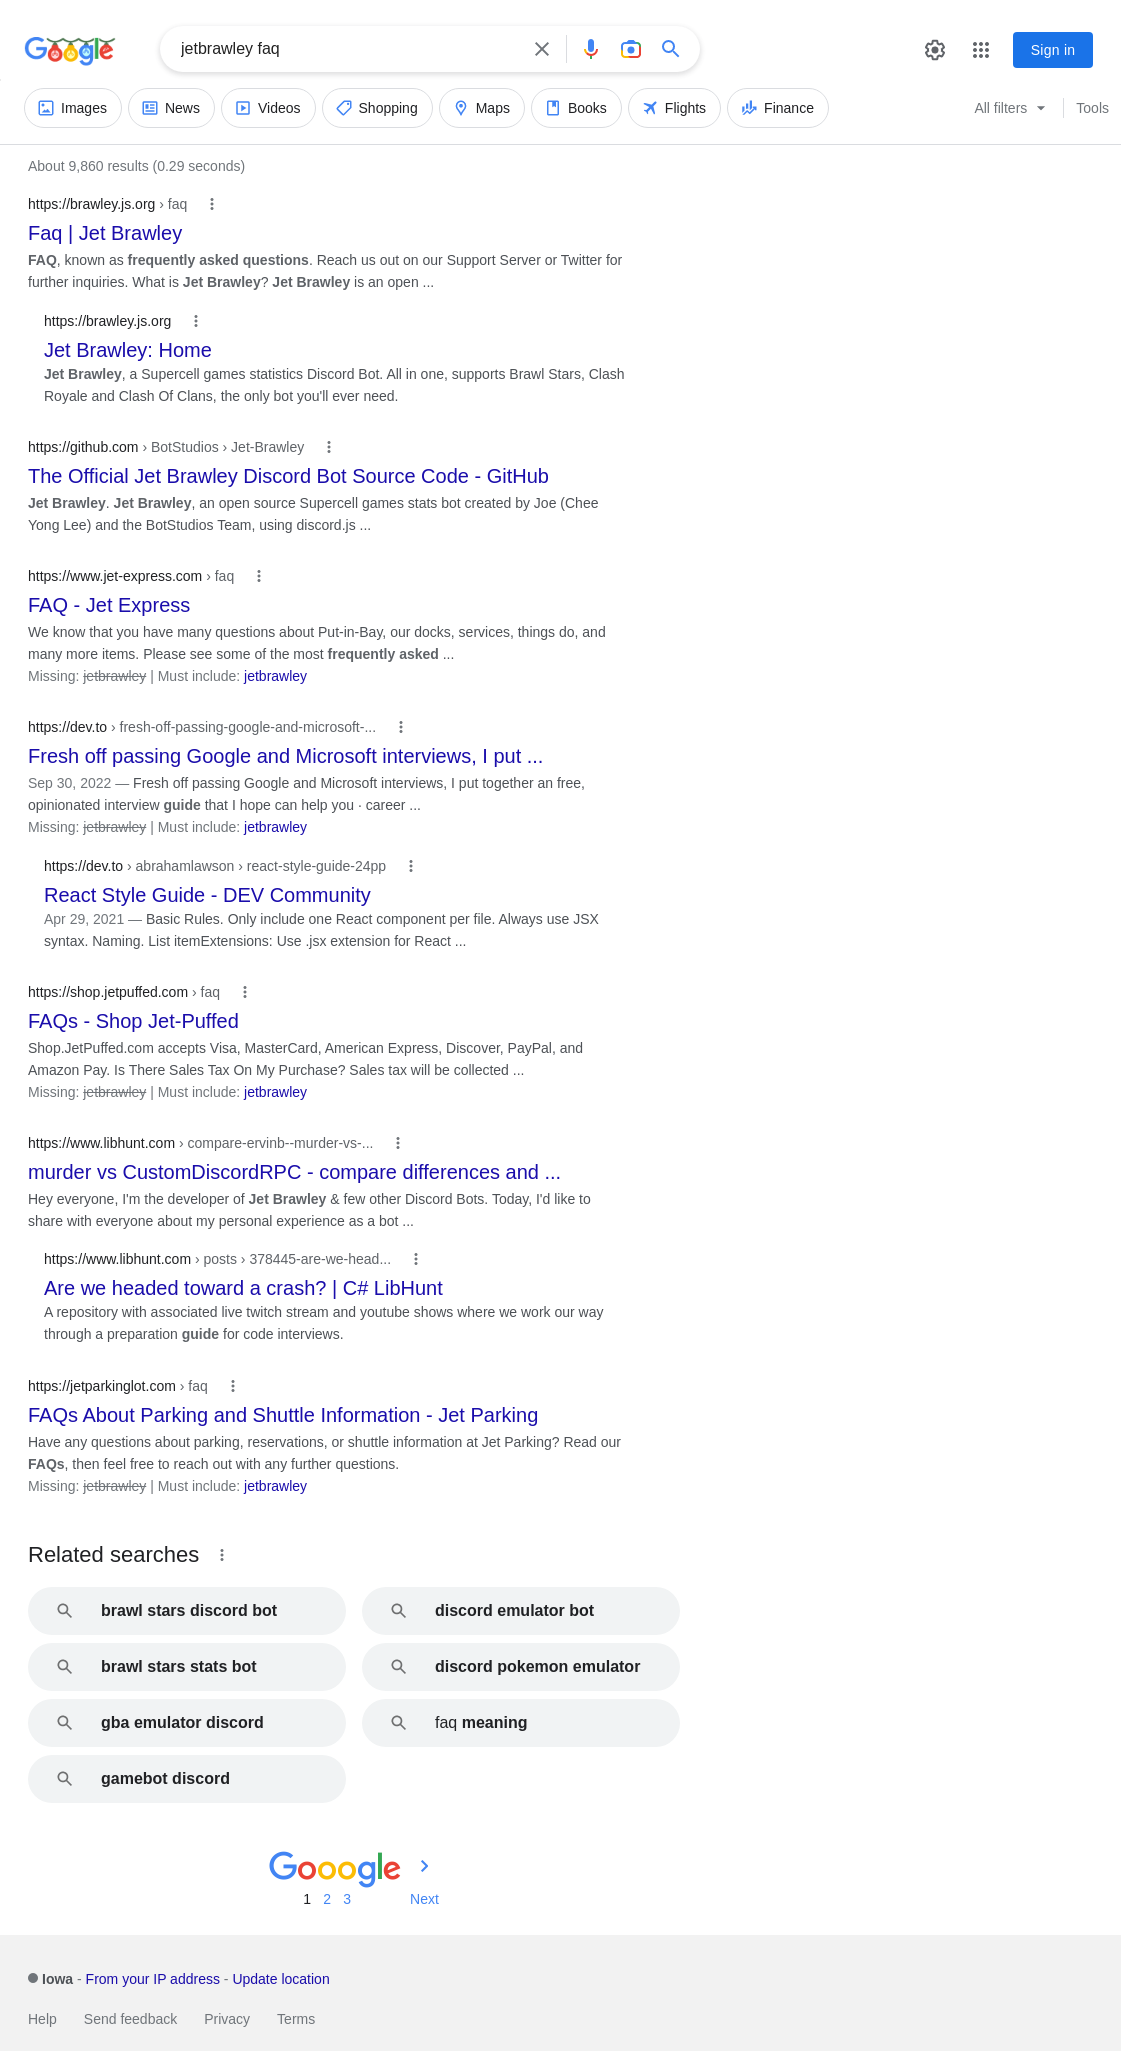 Google
jetbrawley faq
Sign in
Images
News
Videos
Shopping
Maps
Books
Flights
Finance
All filters
Tools
About 9,860 results (0.29 seconds)
https://brawley.js.org › faq
Faq | Jet Brawley
FAQ, known as frequently asked questions. Reach us out on our Support Server or Twitter for
further inquiries. What is Jet Brawley? Jet Brawley is an open ...
https://brawley.js.org
Jet Brawley: Home
Jet Brawley, a Supercell games statistics Discord Bot. All in one, supports Brawl Stars, Clash
Royale and Clash Of Clans, the only bot you'll ever need.
https://github.com › BotStudios › Jet-Brawley
The Official Jet Brawley Discord Bot Source Code - GitHub
Jet Brawley. Jet Brawley, an open source Supercell games stats bot created by Joe (Chee
Yong Lee) and the BotStudios Team, using discord.js ...
https://www.jet-express.com › faq
FAQ - Jet Express
We know that you have many questions about Put-in-Bay, our docks, services, things do, and
many more items. Please see some of the most frequently asked ...
Missing: jetbrawley | Must include: jetbrawley
https://dev.to › fresh-off-passing-google-and-microsoft-...
Fresh off passing Google and Microsoft interviews, I put ...
Sep 30, 2022 — Fresh off passing Google and Microsoft interviews, I put together an free,
opinionated interview guide that I hope can help you · career ...
Missing: jetbrawley | Must include: jetbrawley
https://dev.to › abrahamlawson › react-style-guide-24pp
React Style Guide - DEV Community
Apr 29, 2021 — Basic Rules. Only include one React component per file. Always use JSX
syntax. Naming. List itemExtensions: Use .jsx extension for React ...
https://shop.jetpuffed.com › faq
FAQs - Shop Jet-Puffed
Shop.JetPuffed.com accepts Visa, MasterCard, American Express, Discover, PayPal, and
Amazon Pay. Is There Sales Tax On My Purchase? Sales tax will be collected ...
Missing: jetbrawley | Must include: jetbrawley
https://www.libhunt.com › compare-ervinb--murder-vs-...
murder vs CustomDiscordRPC - compare differences and ...
Hey everyone, I'm the developer of Jet Brawley & few other Discord Bots. Today, I'd like to
share with everyone about my personal experience as a bot ...
https://www.libhunt.com › posts › 378445-are-we-head...
Are we headed toward a crash? | C# LibHunt
A repository with associated live twitch stream and youtube shows where we work our way
through a preparation guide for code interviews.
https://jetparkinglot.com › faq
FAQs About Parking and Shuttle Information - Jet Parking
Have any questions about parking, reservations, or shuttle information at Jet Parking? Read our
FAQs, then feel free to reach out with any further questions.
Missing: jetbrawley | Must include: jetbrawley
Related searches
brawl stars discord bot
discord emulator bot
brawl stars stats bot
discord pokemon emulator
gba emulator discord
faq meaning
gamebot discord
Gooogle
1 2 3 Next
Iowa - From your IP address - Update location
Help Send feedback Privacy Terms